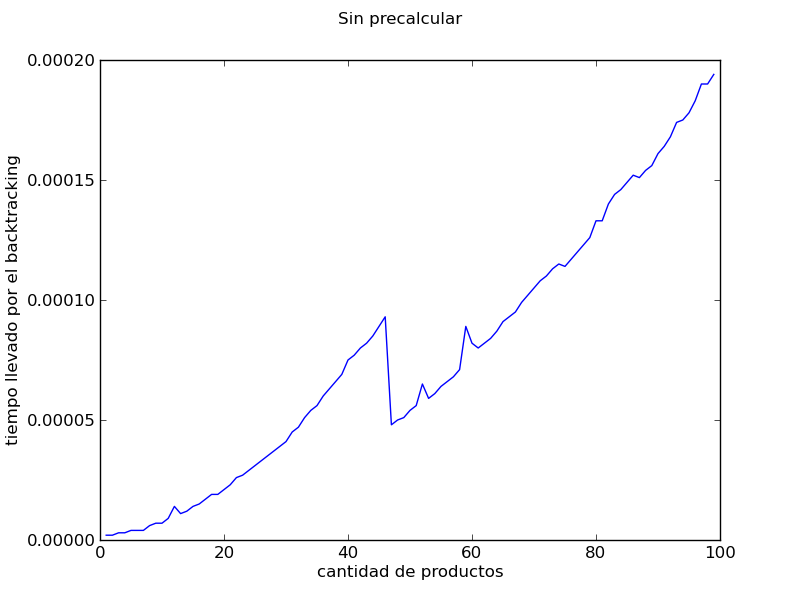 Sin precalcular
0.00020
0.00015
0.00010
0.00005
0.00000
tiempo llevado por el backtracking
0 20 40 60 80 100
cantidad de productos